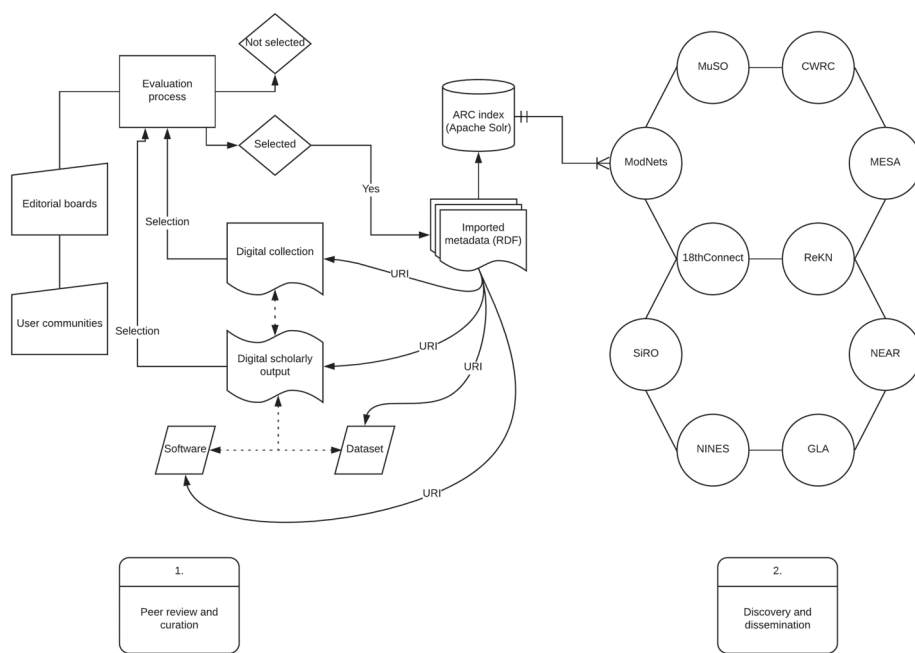 Not selected
Evaluation
process
Selected
Editorial boards
User communities
Selection
Selection
Digital collection
Digital scholarly
output
Software
Dataset
Yes
URI
URI
URI
URI
ARC index
(Apache Solr)
Imported
metadata (RDF)
MuSO
CWRC
ModNets
MESA
18thConnect
ReKN
SiRO
NEAR
NINES
GLA
1.
Peer review and
curation
2.
Discovery and
dissemination